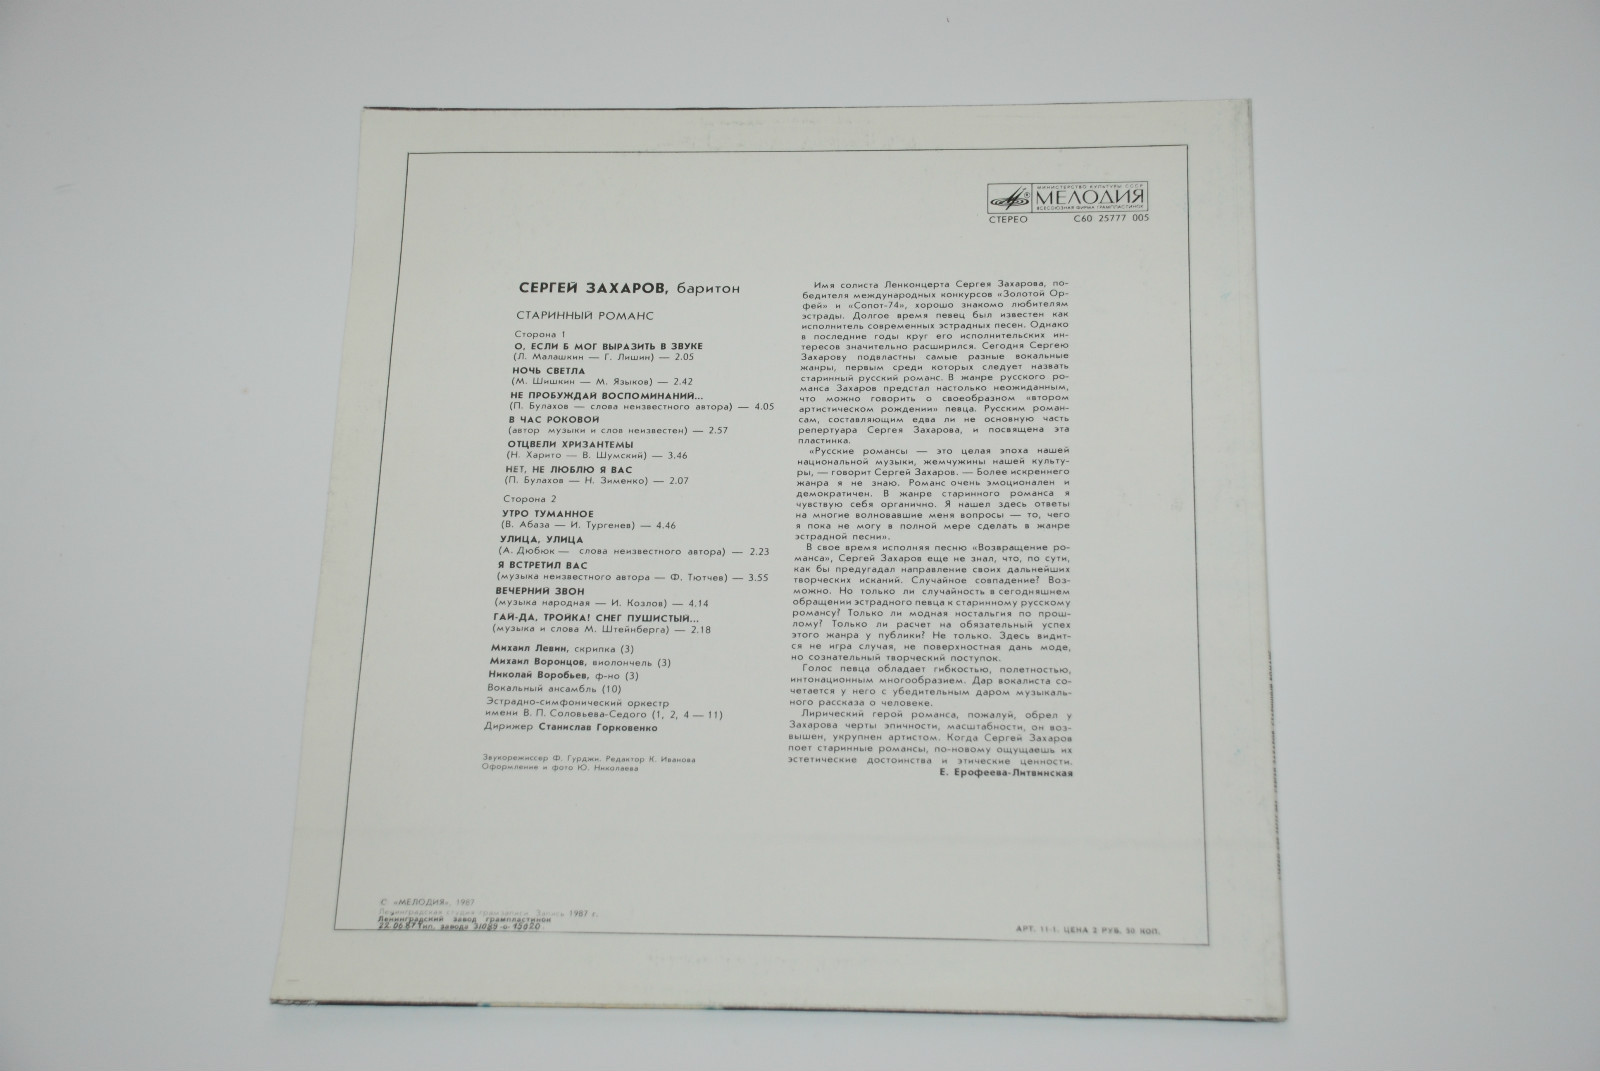 МИНИСТЕРСТВО КУЛЬТУРЫ СССР
МЕЛОДИЯ
ВСЕСОЮЗНАЯ ФИРМА ГРАМПЛАСТИНОК
СТЕРЕО С60 25777 005
СЕРГЕЙ ЗАХАРОВ, баритон
СТАРИННЫЙ РОМАНС
Сторона 1
О, ЕСЛИ Б МОГ ВЫРАЗИТЬ В ЗВУКЕ
(Л. Малашкин — Г. Лишин) — 2.05
НОЧЬ СВЕТЛА
(М. Шишкин — М. Языков) — 2.42
НЕ ПРОБУЖДАЙ ВОСПОМИНАНИЙ...
(П. Булахов — слова неизвестного автора) — 4.05
В ЧАС РОКОВОЙ
(автор музыки и слов неизвестен) — 2.57
ОТЦВЕЛИ ХРИЗАНТЕМЫ
(Н. Харито — В. Шумский) — 3.46
НЕТ, НЕ ЛЮБЛЮ Я ВАС
(П. Булахов — Н. Зименко) — 2.07
Сторона 2
УТРО ТУМАННОЕ
(В. Абаза — И. Тургенев) — 4.46
УЛИЦА, УЛИЦА
(А. Дюбюк — слова неизвестного автора) — 2.23
Я ВСТРЕТИЛ ВАС
(музыка неизвестного автора — Ф. Тютчев) — 3.55
ВЕЧЕРНИЙ ЗВОН
(музыка народная — И. Козлов) — 4.14
ГАЙ-ДА, ТРОЙКА! СНЕГ ПУШИСТЫЙ...
(музыка и слова М. Штейнберга) — 2.18
Михаил Левин, скрипка (3)
Михаил Воронцов, виолончель (3)
Николай Воробьев, ф-но (3)
Вокальный ансамбль (10)
Эстрадно-симфонический оркестр
имени В. П. Соловьева-Седого (1, 2, 4 — 11)
Дирижер Станислав Горковенко
Звукорежиссер Ф. Гурджи. Редактор К. Иванова
Оформление и фото Ю. Николаева
Имя солиста Ленконцерта Сергея Захарова, по-
бедителя международных конкурсов «Золотой Ор-
фей» и «Сопот-74», хорошо знакомо любителям
эстрады. Долгое время певец был известен как
исполнитель современных эстрадных песен. Однако
в последние годы круг его исполнительских ин-
тересов значительно расширился. Сегодня Сергею
Захарову подвластны самые разные вокальные
жанры, первым среди которых следует назвать
старинный русский романс. В жанре русского ро-
манса Захаров предстал настолько неожиданным,
что можно говорить о своеобразном «втором
артистическом рождении» певца. Русским роман-
сам, составляющим едва ли не основную часть
репертуара Сергея Захарова, и посвящена эта
пластинка.
«Русские романсы — это целая эпоха нашей
национальной музыки, жемчужины нашей культу-
ры, — говорит Сергей Захаров. — Более искреннего
жанра я не знаю. Романс очень эмоционален и
демократичен. В жанре старинного романса я
чувствую себя органично. Я нашел здесь ответы
на многие волновавшие меня вопросы — то, чего
я пока не могу в полной мере сделать в жанре
эстрадной песни».
В свое время исполняя песню «Возвращение ро-
манса», Сергей Захаров еще не знал, что, по сути,
как бы предугадал направление своих дальнейших
творческих исканий. Случайное совпадение? Воз-
можно. Но только ли случайность в сегодняшнем
обращении эстрадного певца к старинному русскому
романсу? Только ли модная ностальгия по прош-
лому? Только ли расчет на обязательный успех
этого жанра у публики? Не только. Здесь видит-
ся не игра случая, не поверхностная дань моде,
но сознательный творческий поступок.
Голос певца обладает гибкостью, полетностью,
интонационным многообразием. Дар вокалиста со-
четается у него с убедительным даром музыкаль-
ного рассказа о человеке.
Лирический герой романса, пожалуй, обрел у
Захарова черты эпичности, масштабности, он воз-
вышен, укрупнен артистом. Когда Сергей Захаров
поет старинные романсы, по-новому ощущаешь их
эстетические достоинства и этические ценности.
Е. Ерофеева-Литвинская
С «МЕЛОДИЯ», 1987
Ленинградская студия грамзаписи. Запись 1987 г.
Ленинградский завод грампластинок
22.06.87 Тип. завода
АРТ. 11-1. ЦЕНА 2 РУБ. 50 КОП.